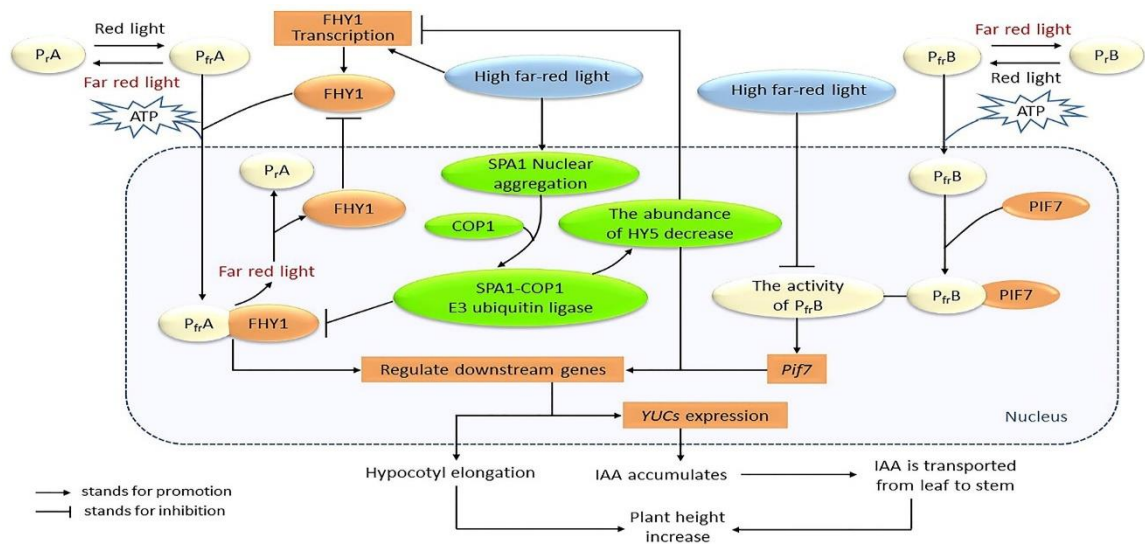 FHY1
Transcription
Red light
PᵣA
PfrA
Far red light
ATP
FHY1
High far-red light
High far-red light
Far red light
PfrB
PᵣB
Red light
ATP
SPA1 Nuclear
aggregation
PᵣA
FHY1
COP1
The abundance
of HY5 decrease
PfrB
PIF7
Far red light
SPA1-COP1
E3 ubiquitin ligase
The activity
of PfrB
PfrB
PIF7
PfrA
FHY1
Regulate downstream genes
Pif7
YUCs expression
Nucleus
Hypocotyl elongation
IAA accumulates
IAA is transported
from leaf to stem
stands for promotion
stands for inhibition
Plant height
increase